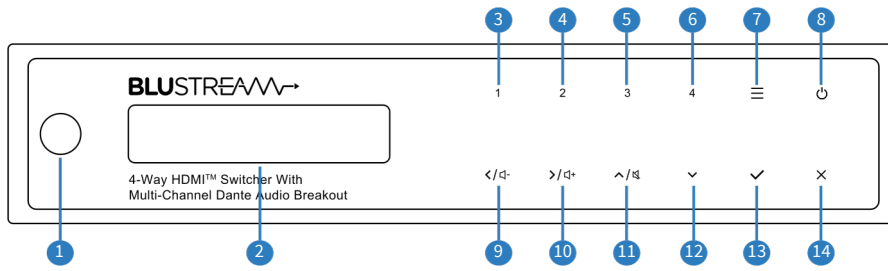 3 4 5 6 7 8
BLUSTREAM
1 2 3 4
4-Way HDMI™ Switcher With
Multi-Channel Dante Audio Breakout
/ - / + /
1 2 9 10 11 12 13 14